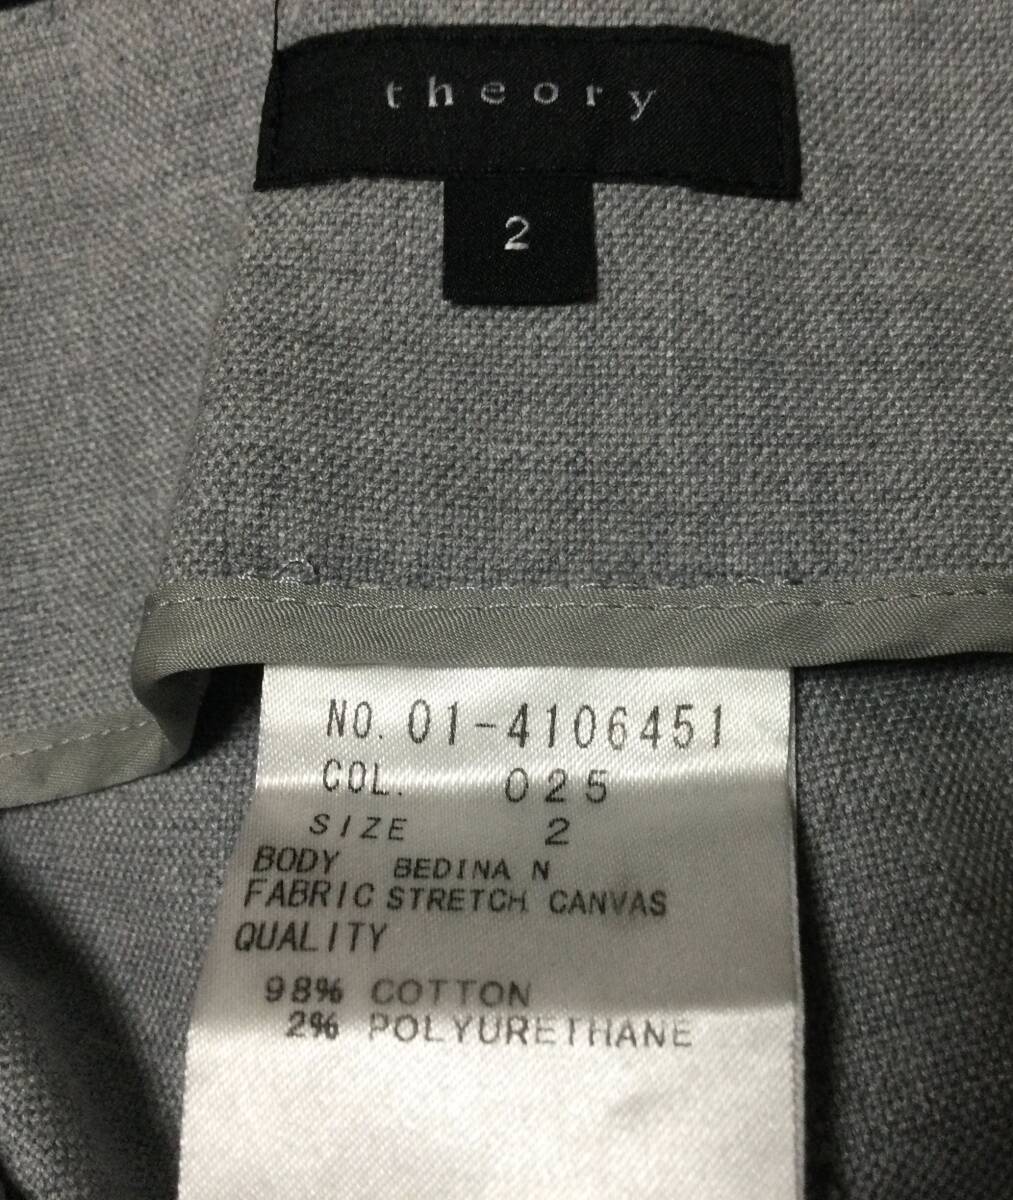 theory
2
NO. 01-4106451
COL. 025
SIZE 2
BODY BEDINA N
FABRIC STRETCH CANVAS
QUALITY
98% COTTON
2% POLYURETHANE